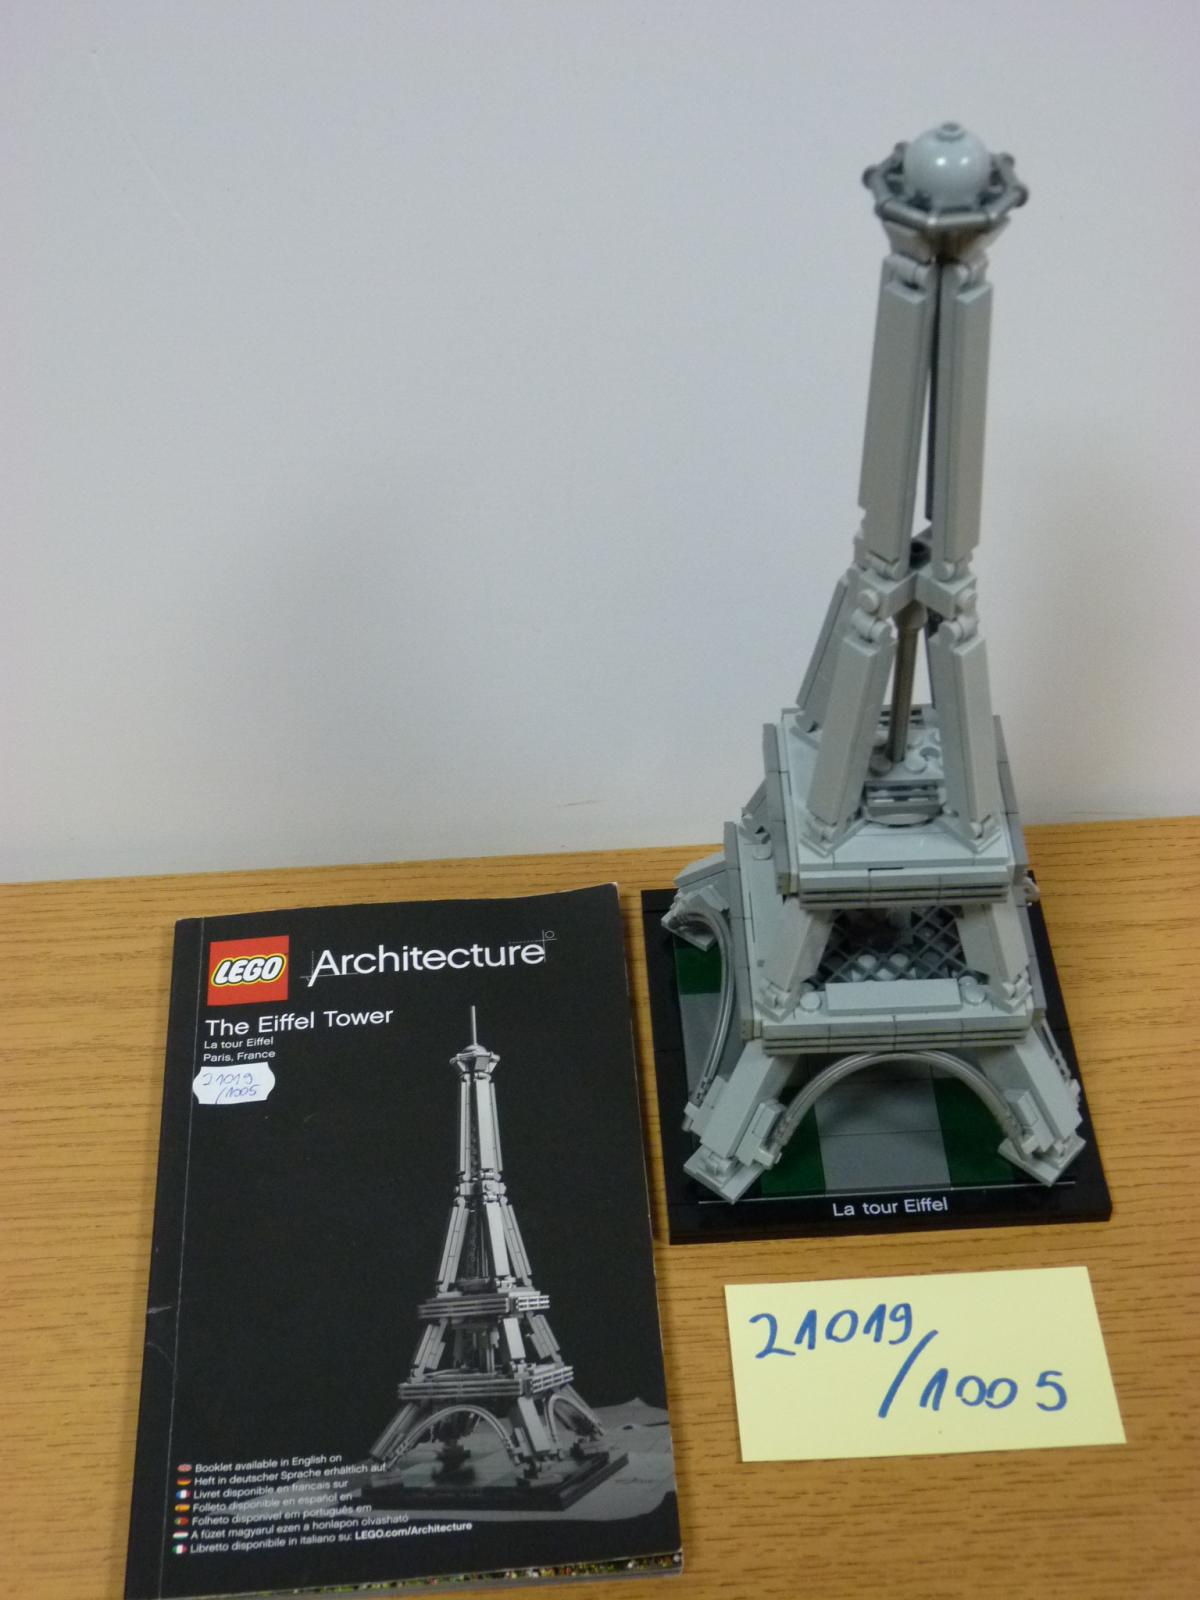 LEGO Architecture
The Eiffel Tower
La tour Eiffel
Paris, France
21019
/1005
Booklet available in English on
Heft in deutscher Sprache erhältlich auf
Livret disponible en français sur
Folleto disponible en español en
Folheto disponível em português em
A füzet magyarul ezen a honlapon olvasható
Libretto disponibile in italiano su: LEGO.com/Architecture
La tour Eiffel
21019
/1005